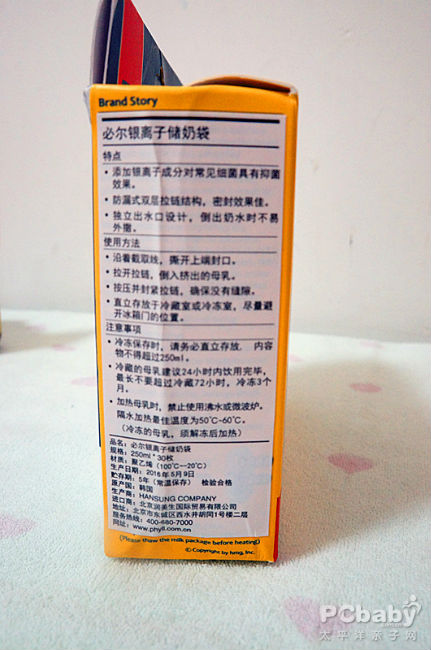 Brand Story
必尔银离子储奶袋
特点
• 添加银离子成分对常见细菌具有抑菌
效果。
• 防漏式双层拉链结构，密封效果佳。
• 独立出水口设计，倒出奶水时不易
外撒。
使用方法
• 沿着截取线，撕开上端封口。
• 拉开拉链，倒入挤出的母乳。
• 按压并封紧拉链，确保没有缝隙。
• 直立存放于冷藏室或冷冻室，尽量避
开冰箱门的位置。
注意事项
• 冷冻保存时，请务必直立存放. 内容
物不得超过250ml。
• 冷藏的母乳建议24小时内饮用完毕，
最长不要超过冷藏72小时，冷冻3个
月。
• 加热母乳时，禁止使用沸水或微波炉。
隔水加热最佳温度为50℃~60℃。
（冷冻的母乳，须解冻后加热）
品名：必尔银离子储奶袋
规格：250ml * 30枚
材质：聚乙烯（100℃—20℃）
生产日期：2016年5月9日
贮存期：5年（常温保存） 检验合格
原产国：韩国
生产商：HANSUNG COMPANY
进口商：北京润美生国际贸易有限公司
地址：北京市东城区西水井胡同1号楼二层
服务热线：400-680-7000
网址：www.phyll.com.cn
(Please thaw the milk package before heating)
© Copyright by hmg, Inc.
PCbaby
.com.cn
太平洋亲子网